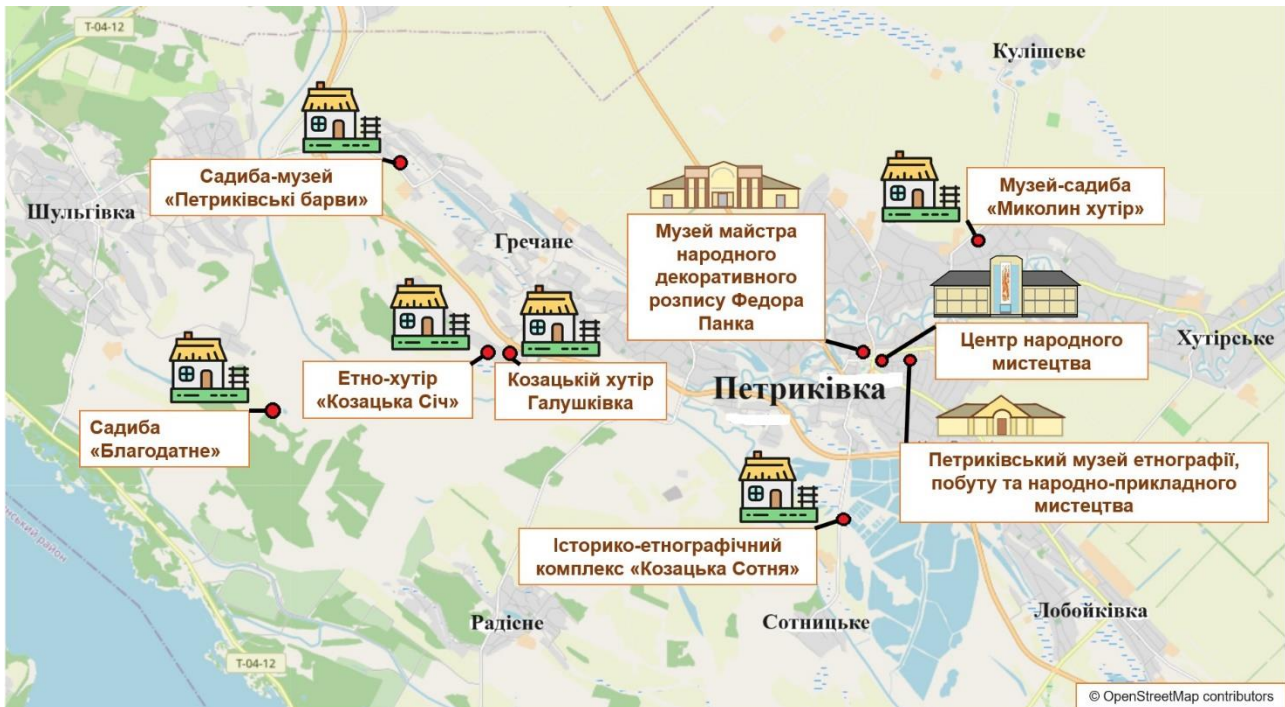 Т-04-12
Кулішеве
Садиба-музей
«Петриківські барви»
Шульгівка
Гречане
Музей майстра
народного
декоративного
розпису Федора
Панка
Музей-садиба
«Миколин хутір»
Центр народного
мистецтва
Хутірське
Етно-хутір
«Козацька Січ»
Козацькій хутір
Галушківка
Петриківка
Садиба
«Благодатне»
Петриківський музей етнографії,
побуту та народно-прикладного
мистецтва
Історико-етнографічний
комплекс «Козацька Сотня»
Радісне
Сотницьке
Лобойківка
Т-04-12
© OpenStreetMap contributors